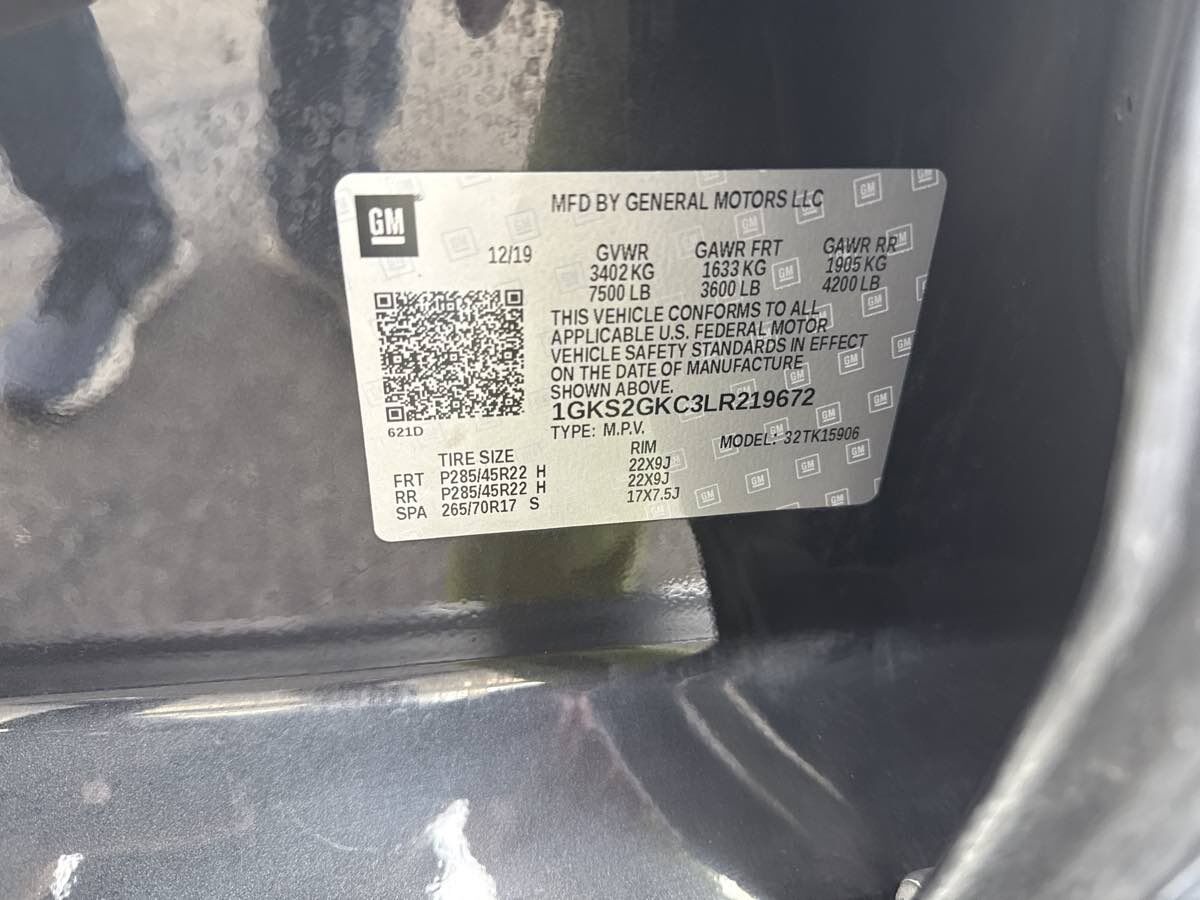 GM
MFD BY GENERAL MOTORS LLC
12/19
GVWR GAWR FRT GAWR RR
3402 KG 1633 KG 1905 KG
7500 LB 3600 LB 4200 LB
THIS VEHICLE CONFORMS TO ALL
APPLICABLE U.S. FEDERAL MOTOR
VEHICLE SAFETY STANDARDS IN EFFECT
ON THE DATE OF MANUFACTURE
SHOWN ABOVE.
1GKS2GKC3LR219672
621D
TYPE: M.P.V. MODEL: 32TK15906
TIRE SIZE RIM
FRT P285/45R22 H 22X9J
RR P285/45R22 H 22X9J
SPA 265/70R17 S 17X7.5J